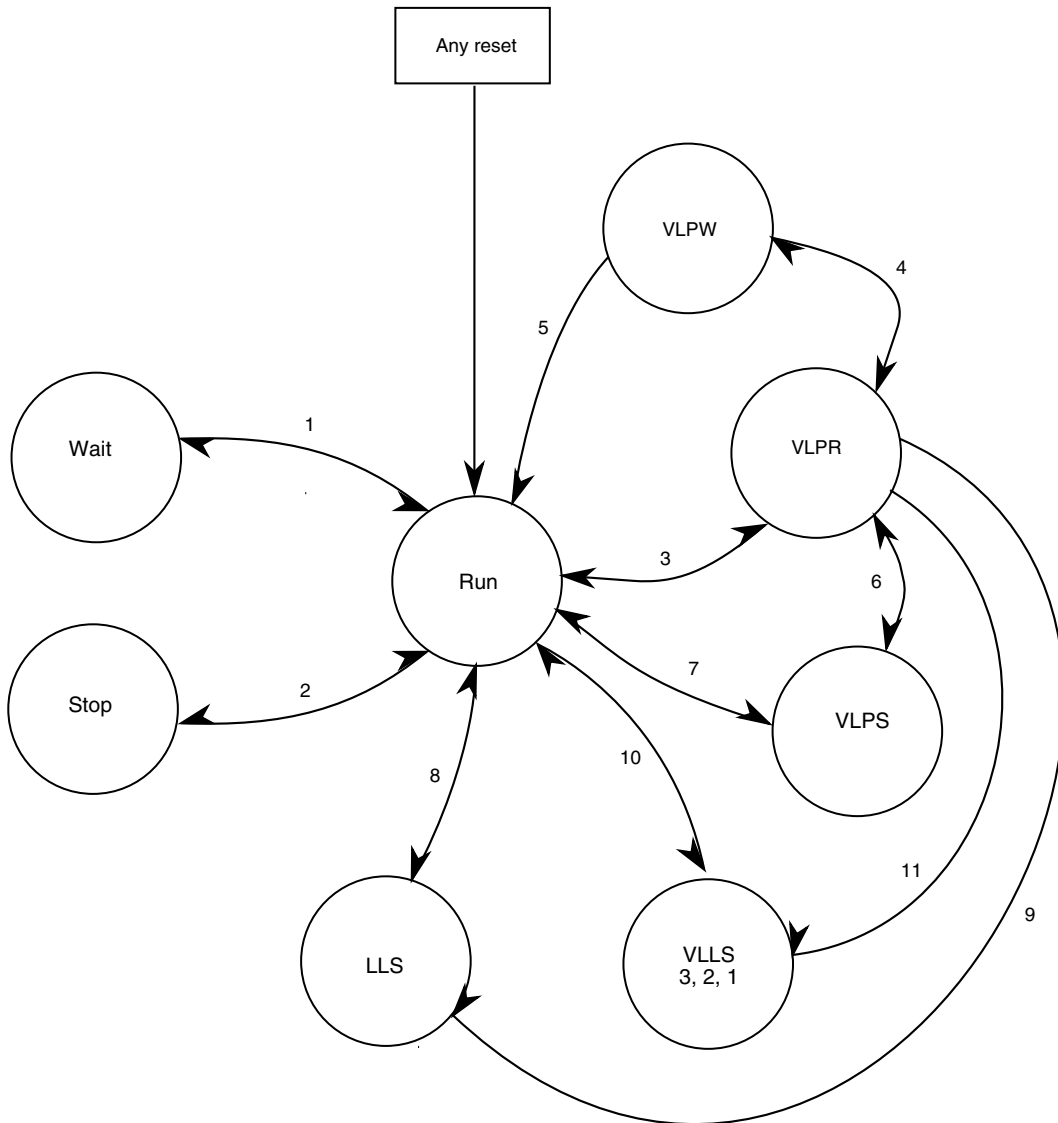 Any reset
VLPW
4
5
Wait
1
VLPR
3
Run
6
7
Stop
2
VLPS
10
8
11
9
LLS
VLLS
3, 2, 1